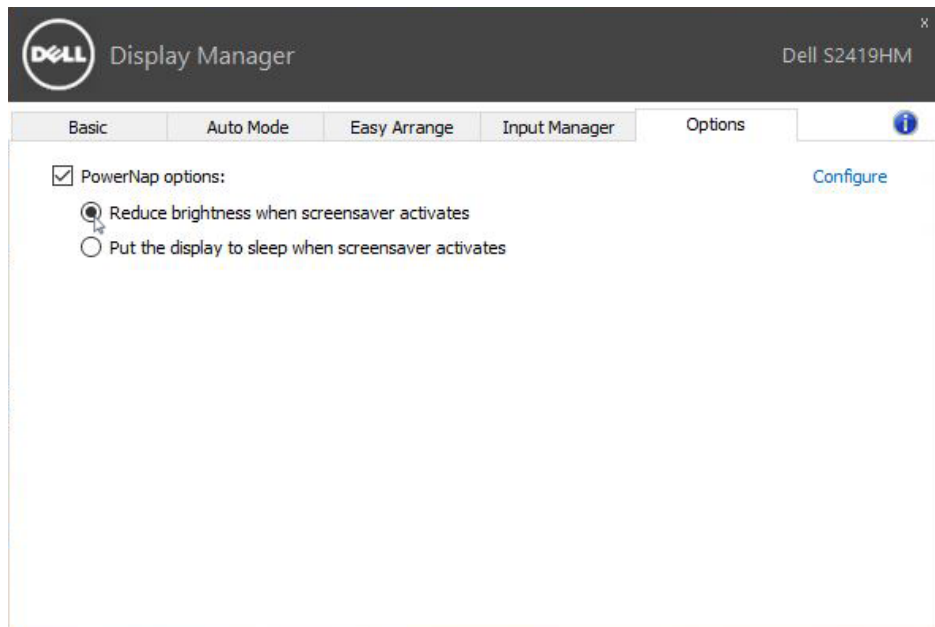 x
DELL Display Manager Dell S2419HM
Basic Auto Mode Easy Arrange Input Manager Options i
PowerNap options: Configure
Reduce brightness when screensaver activates
Put the display to sleep when screensaver activates